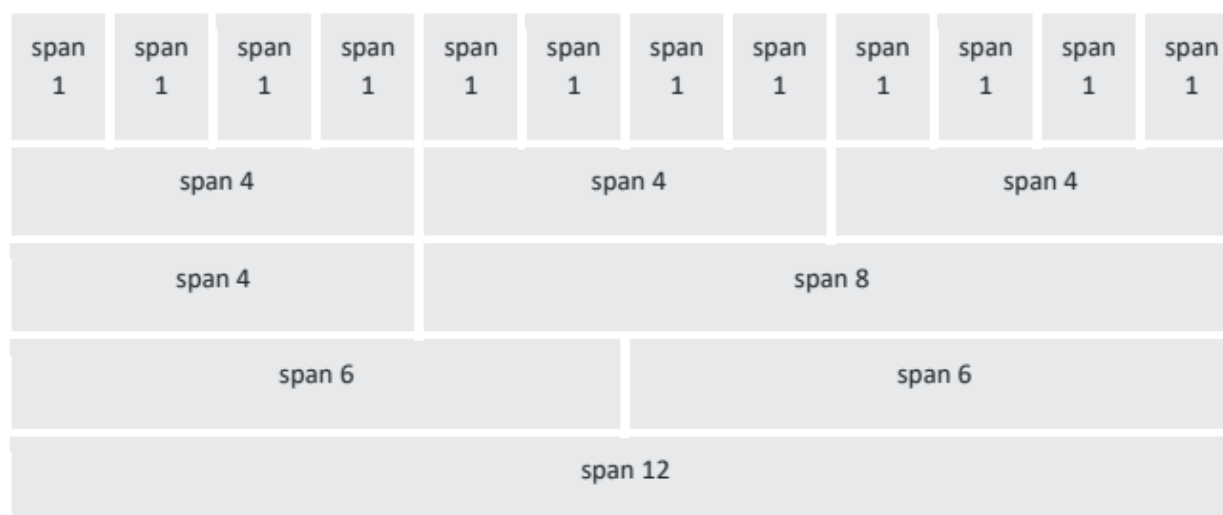 span span span span span span span span span span span span
1 1 1 1 1 1 1 1 1 1 1 1
span 4 span 4 span 4
span 4 span 8
span 6 span 6
span 12